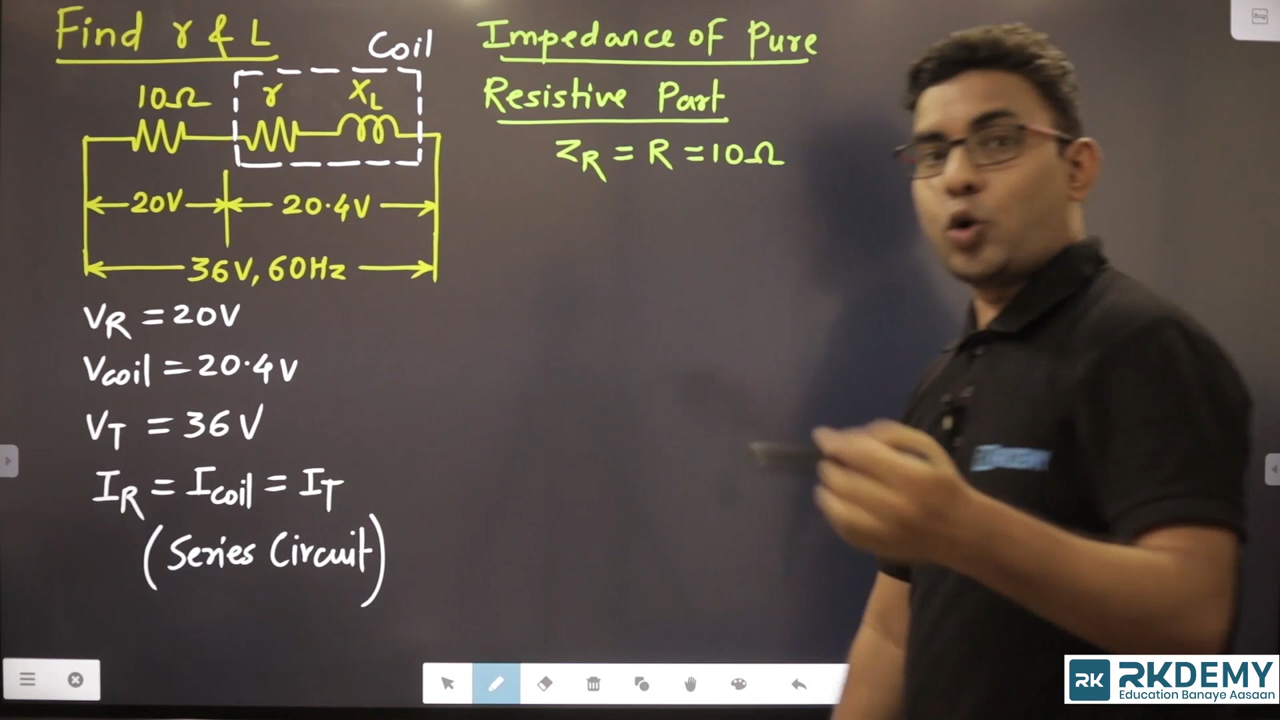 Find r & L
Coil
10Ω r XL
20V 20.4V
36V, 60Hz
VR = 20V
Vcoil = 20.4V
VT = 36V
IR = Icoil = IT
(Series Circuit)
Impedance of Pure
Resistive Part
ZR = R = 10Ω
RK RKDEMY
Education Banaye Aasaan